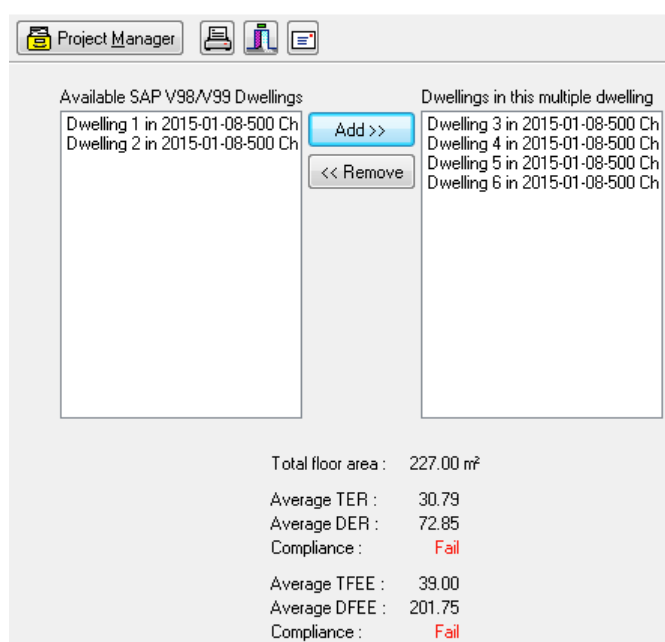 Project Manager
Available SAP V98/V99 Dwellings
Dwelling 1 in 2015-01-08-500 Ch
Dwelling 2 in 2015-01-08-500 Ch
Add >>
<< Remove
Dwellings in this multiple dwelling
Dwelling 3 in 2015-01-08-500 Ch
Dwelling 4 in 2015-01-08-500 Ch
Dwelling 5 in 2015-01-08-500 Ch
Dwelling 6 in 2015-01-08-500 Ch
Total floor area : 227.00 m²
Average TER : 30.79
Average DER : 72.85
Compliance : Fail
Average TFEE : 39.00
Average DFEE : 201.75
Compliance : Fail